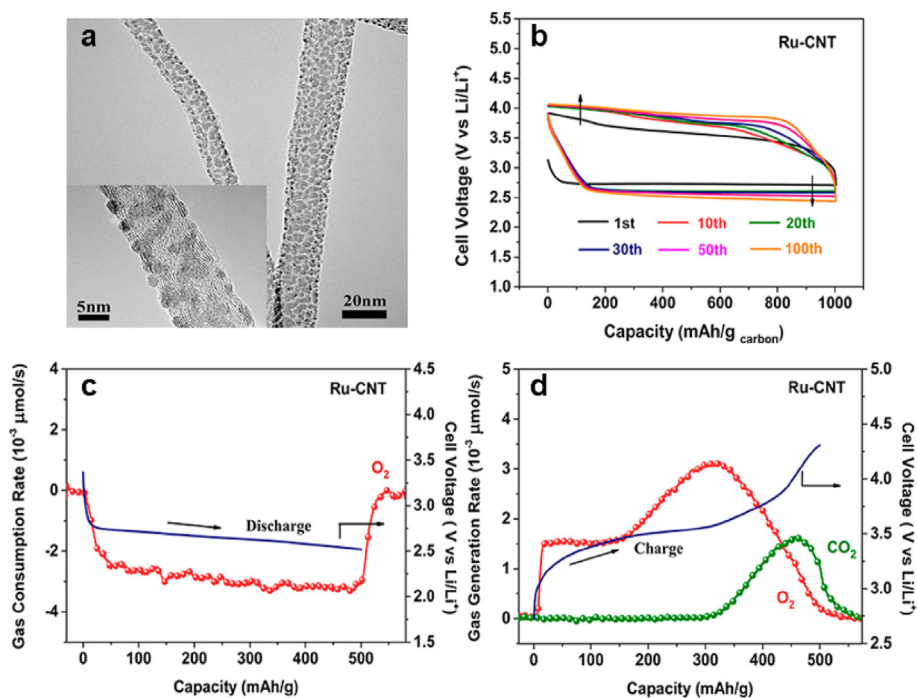 a
5nm
20nm
b
Ru-CNT
Cell Voltage (V vs Li/Li⁺)
5.0
4.5
4.0
3.5
3.0
2.5
2.0
1.5
1.0
1st 10th 20th
30th 50th 100th
0 200 400 600 800 1000
Capacity (mAh/g carbon)
c
Ru-CNT
Gas Consumption Rate (10⁻³ μmol/s)
4
2
0
-2
-4
O₂
Discharge
4.5
4.0
3.5
3.0
2.5
2.0
1.5
Cell Voltage ( V vs Li/Li⁺)
0 100 200 300 400 500
Capacity (mAh/g)
d
Ru-CNT
Gas Generation Rate (10⁻³ μmol/s)
5
4
3
2
1
0
Charge
CO₂
O₂
5.0
4.5
4.0
3.5
3.0
2.5
Cell Voltage (V vs Li/Li⁺)
0 100 200 300 400 500
Capacity (mAh/g)